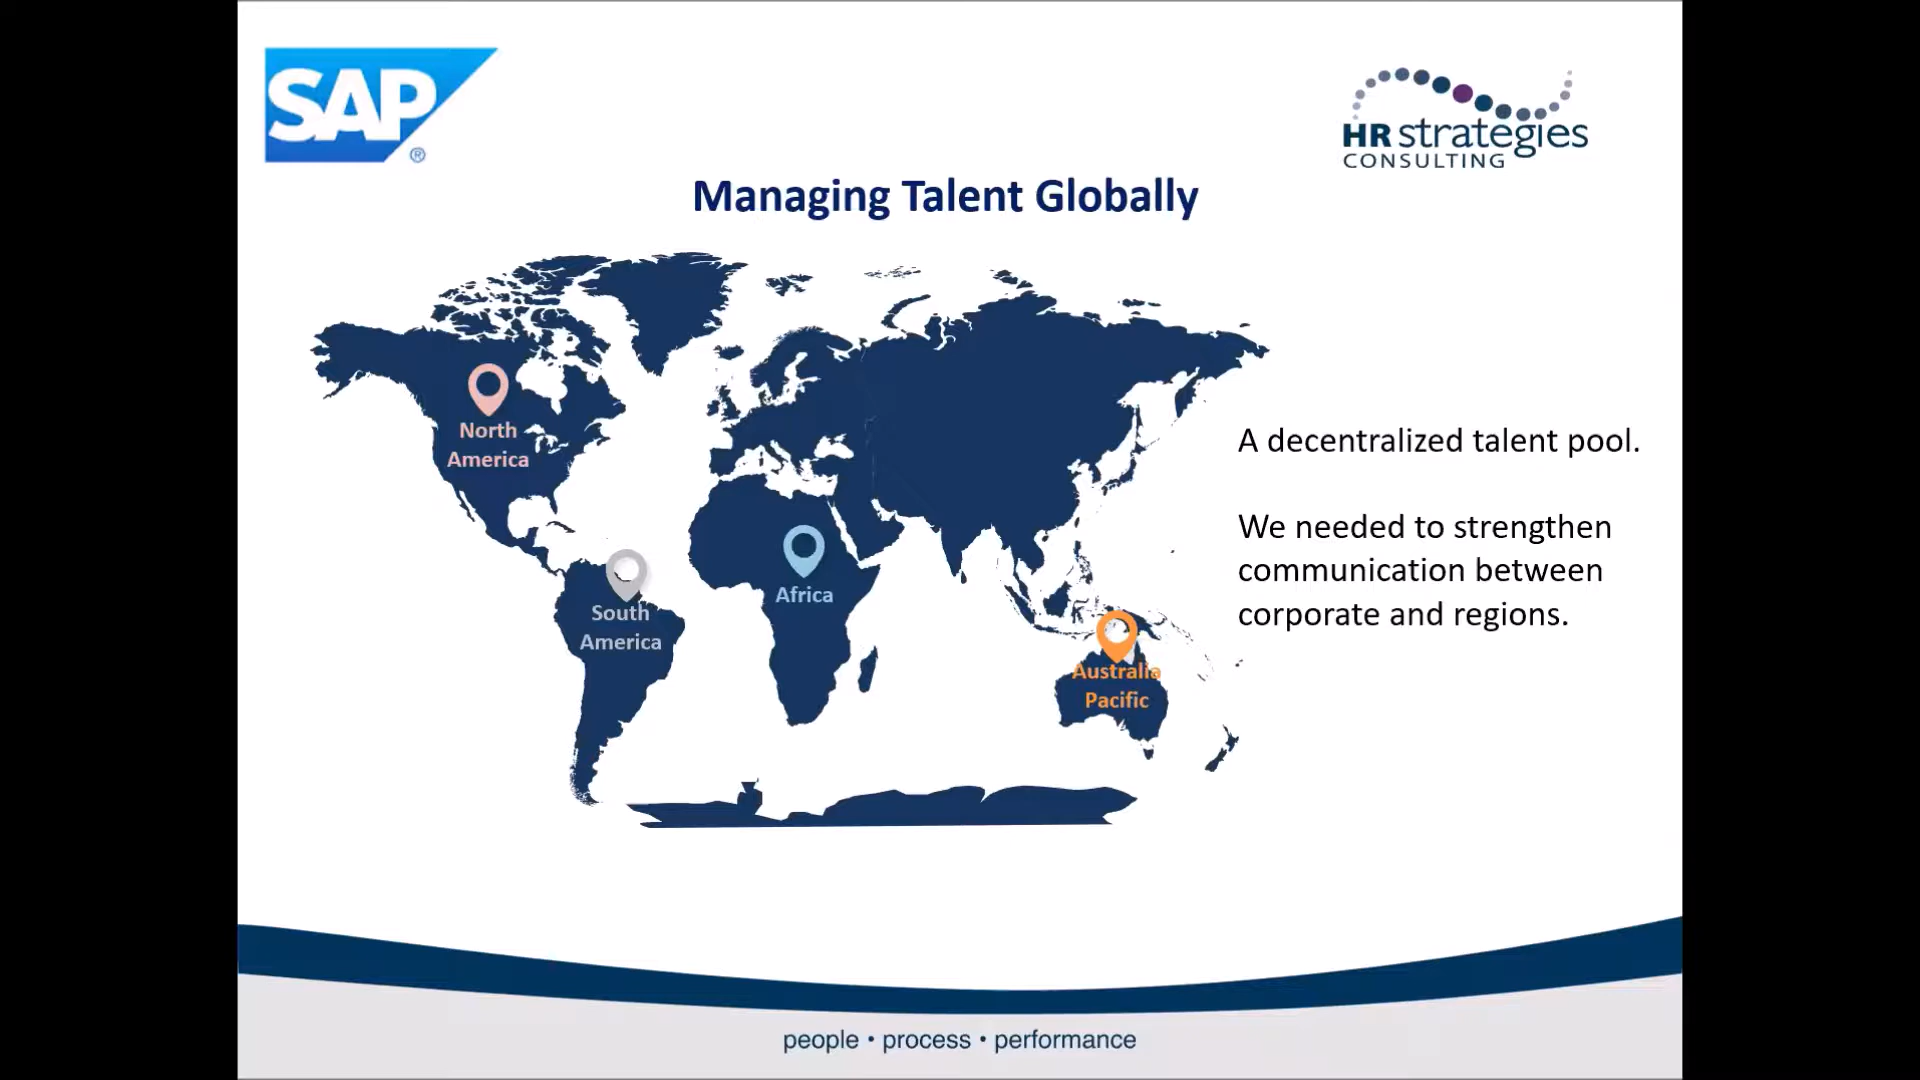 SAP®
HR strategies
CONSULTING
Managing Talent Globally
North
America
South
America
Africa
Australia
Pacific
A decentralized talent pool.
We needed to strengthen
communication between
corporate and regions.
people • process • performance